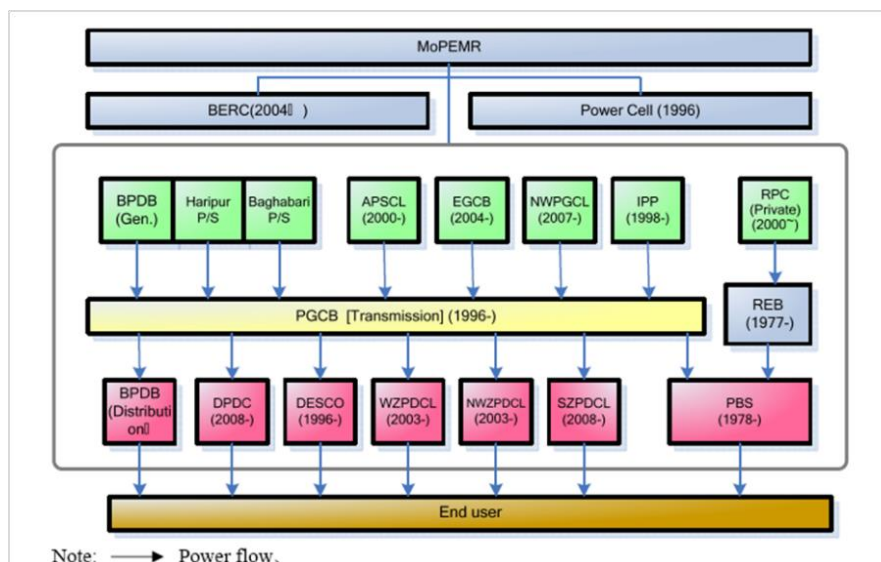 MoPEMR
BERC(2004▯ )
Power Cell (1996)
BPDB
(Gen.)
Haripur
P/S
Baghabari
P/S
APSCL
(2000-)
EGCB
(2004-)
NWPGCL
(2007-)
IPP
(1998-)
RPC
(Private)
(2000~)
PGCB [Transmission] (1996-)
REB
(1977-)
BPDB
(Distributi
on▯
DPDC
(2008-)
DESCO
(1996-)
WZPDCL
(2003-)
NWZPDCL
(2003-)
SZPDCL
(2008-)
PBS
(1978-)
End user
Note: ⟶ Power flow、